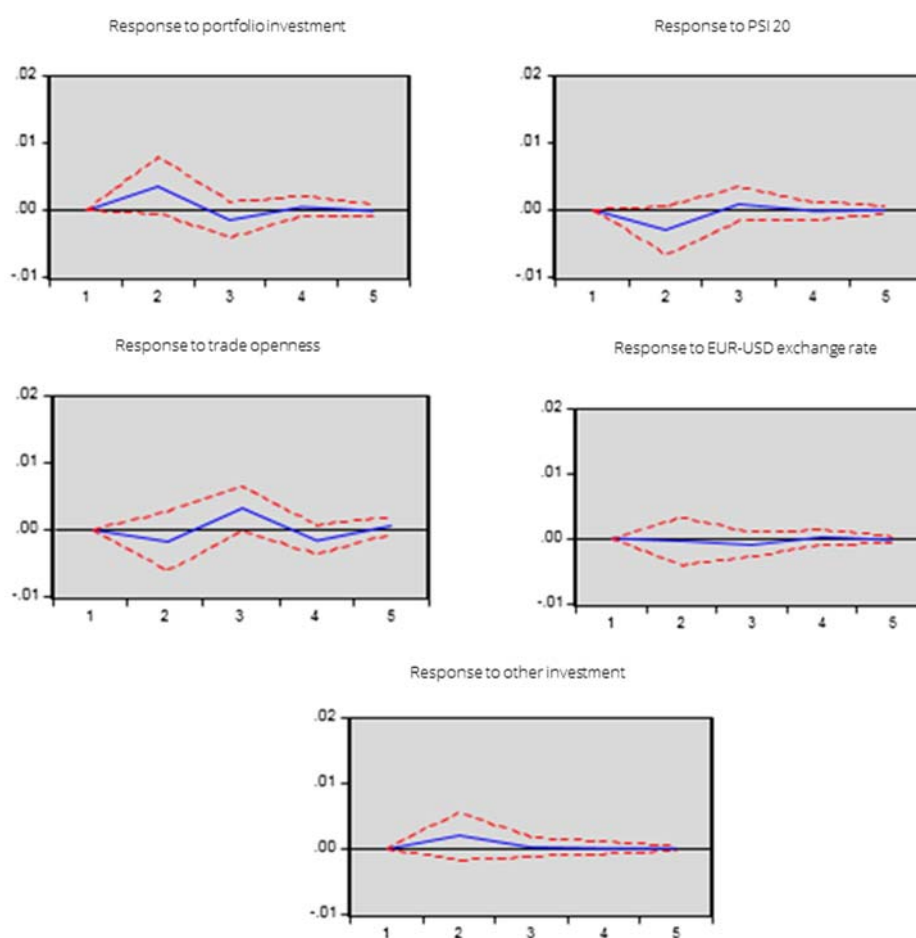 Response to portfolio investment
.02
.01
.00
-.01
1 2 3 4 5
Response to PSI 20
.02
.01
.00
-.01
1 2 3 4 5
Response to trade openness
.02
.01
.00
-.01
1 2 3 4 5
Response to EUR-USD exchange rate
.02
.01
.00
-.01
1 2 3 4 5
Response to other investment
.02
.01
.00
-.01
1 2 3 4 5